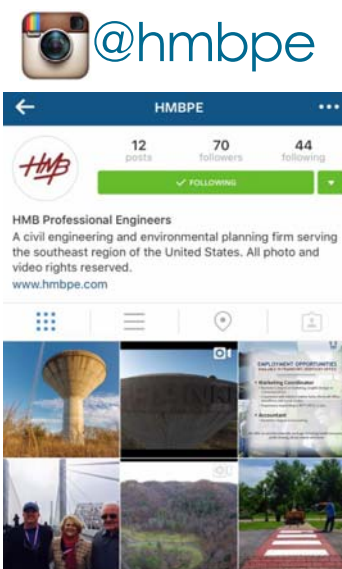 @hmbpe
HMBPE
12 70 44
posts followers following
FOLLOWING
HMB
HMB Professional Engineers
A civil engineering and environmental planning firm serving
the southeast region of the United States. All photo and
video rights reserved.
www.hmbpe.com
EMPLOYMENT OPPORTUNITIES
Marketing Coordinator
Accountant